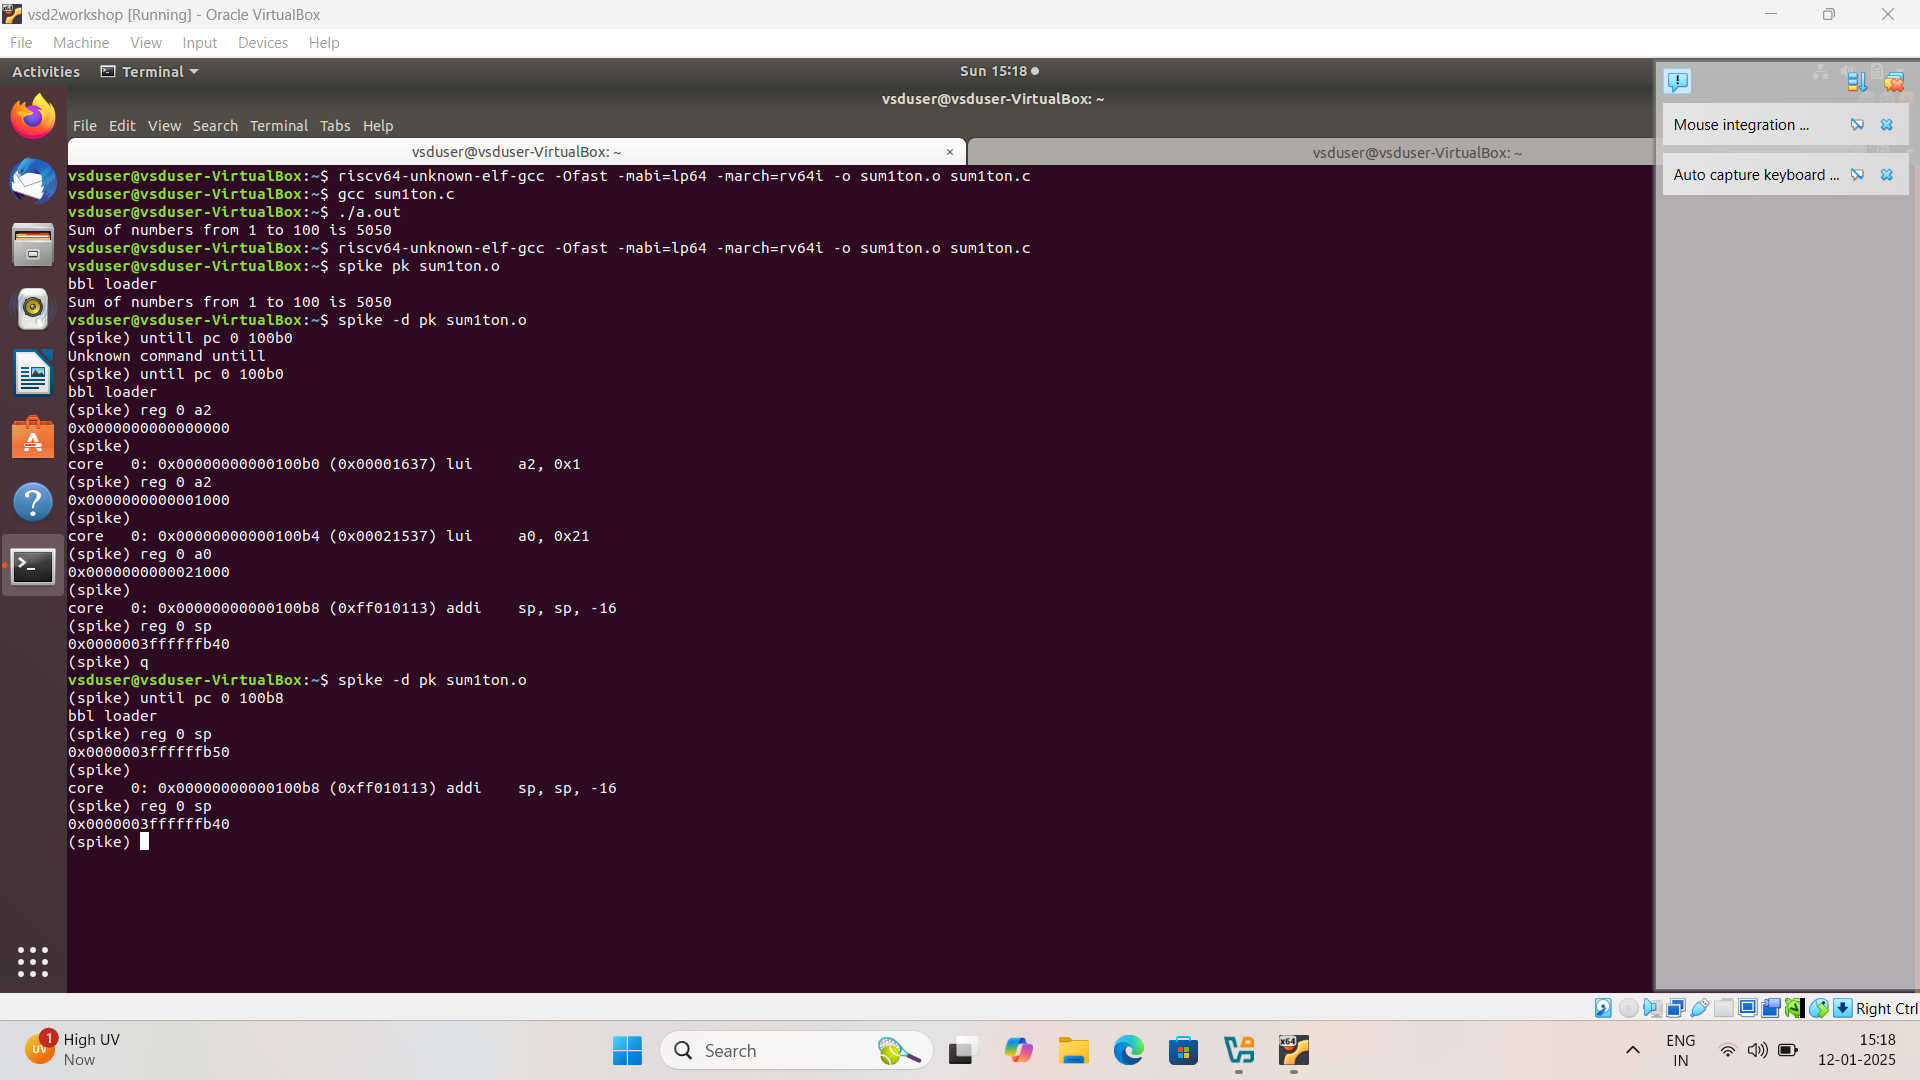 vsd2workshop [Running] - Oracle VirtualBox
File Machine View Input Devices Help
Activities Terminal Sun 15:18
vsduser@vsduser-VirtualBox: ~
File Edit View Search Terminal Tabs Help
vsduser@vsduser-VirtualBox: ~ × vsduser@vsduser-VirtualBox: ~
Mouse integration ...
Auto capture keyboard ...
vsduser@vsduser-VirtualBox:~$ riscv64-unknown-elf-gcc -Ofast -mabi=lp64 -march=rv64i -o sum1ton.o sum1ton.c
vsduser@vsduser-VirtualBox:~$ gcc sum1ton.c
vsduser@vsduser-VirtualBox:~$ ./a.out
Sum of numbers from 1 to 100 is 5050
vsduser@vsduser-VirtualBox:~$ riscv64-unknown-elf-gcc -Ofast -mabi=lp64 -march=rv64i -o sum1ton.o sum1ton.c
vsduser@vsduser-VirtualBox:~$ spike pk sum1ton.o
bbl loader
Sum of numbers from 1 to 100 is 5050
vsduser@vsduser-VirtualBox:~$ spike -d pk sum1ton.o
(spike) untill pc 0 100b0
Unknown command untill
(spike) until pc 0 100b0
bbl loader
(spike) reg 0 a2
0x0000000000000000
(spike)
core   0: 0x00000000000100b0 (0x00001637) lui     a2, 0x1
(spike) reg 0 a2
0x0000000000001000
(spike)
core   0: 0x00000000000100b4 (0x00021537) lui     a0, 0x21
(spike) reg 0 a0
0x0000000000021000
(spike)
core   0: 0x00000000000100b8 (0xff010113) addi    sp, sp, -16
(spike) reg 0 sp
0x0000003ffffffb40
(spike) q
vsduser@vsduser-VirtualBox:~$ spike -d pk sum1ton.o
(spike) until pc 0 100b8
bbl loader
(spike) reg 0 sp
0x0000003ffffffb50
(spike)
core   0: 0x00000000000100b8 (0xff010113) addi    sp, sp, -16
(spike) reg 0 sp
0x0000003ffffffb40
(spike)
Right Ctrl
1
UV
High UV
Now
Search
x64
ENG
IN
15:18
12-01-2025